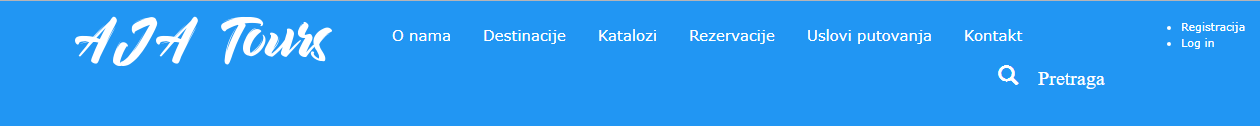 AJA Tours
O nama Destinacije Katalozi Rezervacije Uslovi putovanja Kontakt
Registracija
Log in
Pretraga